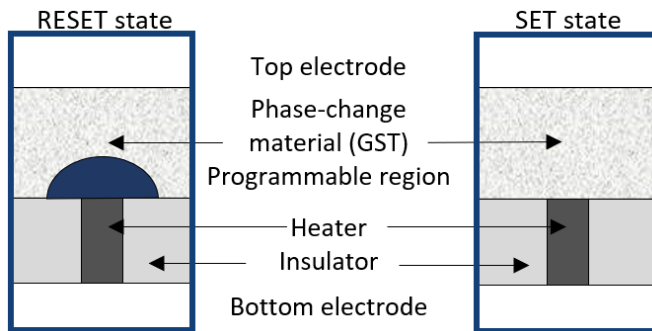 RESET state
SET state
Top electrode
Phase-change
material (GST)
Programmable region
Heater
Insulator
Bottom electrode